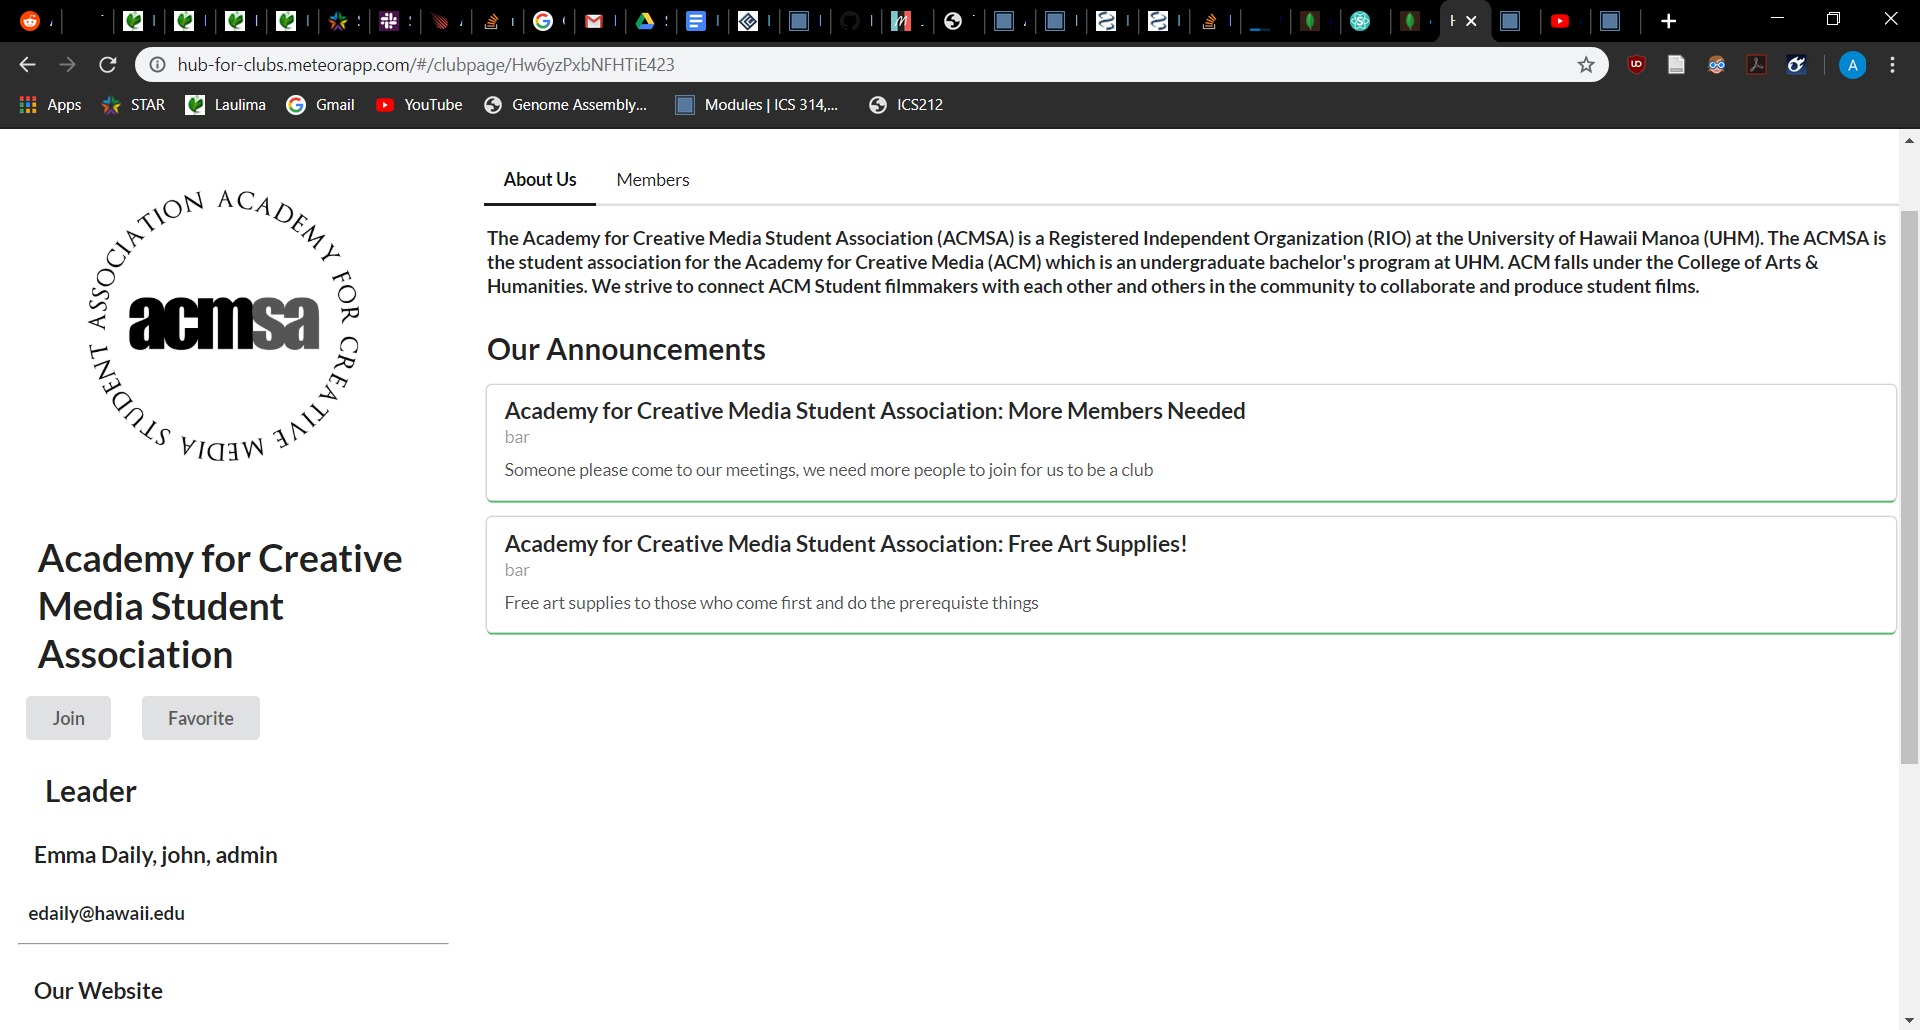 hub-for-clubs.meteorapp.com/#/clubpage/Hw6yzPxbNFHTiE423
A
Apps
STAR
Laulima
Gmail
YouTube
Genome Assembly...
Modules | ICS 314,...
ICS212
ACADEMY FOR CREATIVE MEDIA STUDENT ASSOCIATION
acmsa
Academy for Creative
Media Student
Association
Join
Favorite
Leader
Emma Daily, john, admin
edaily@hawaii.edu
Our Website
About Us
Members
The Academy for Creative Media Student Association (ACMSA) is a Registered Independent Organization (RIO) at the University of Hawaii Manoa (UHM). The ACMSA is
the student association for the Academy for Creative Media (ACM) which is an undergraduate bachelor's program at UHM. ACM falls under the College of Arts &
Humanities. We strive to connect ACM Student filmmakers with each other and others in the community to collaborate and produce student films.
Our Announcements
Academy for Creative Media Student Association: More Members Needed
bar
Someone please come to our meetings, we need more people to join for us to be a club
Academy for Creative Media Student Association: Free Art Supplies!
bar
Free art supplies to those who come first and do the prerequiste things